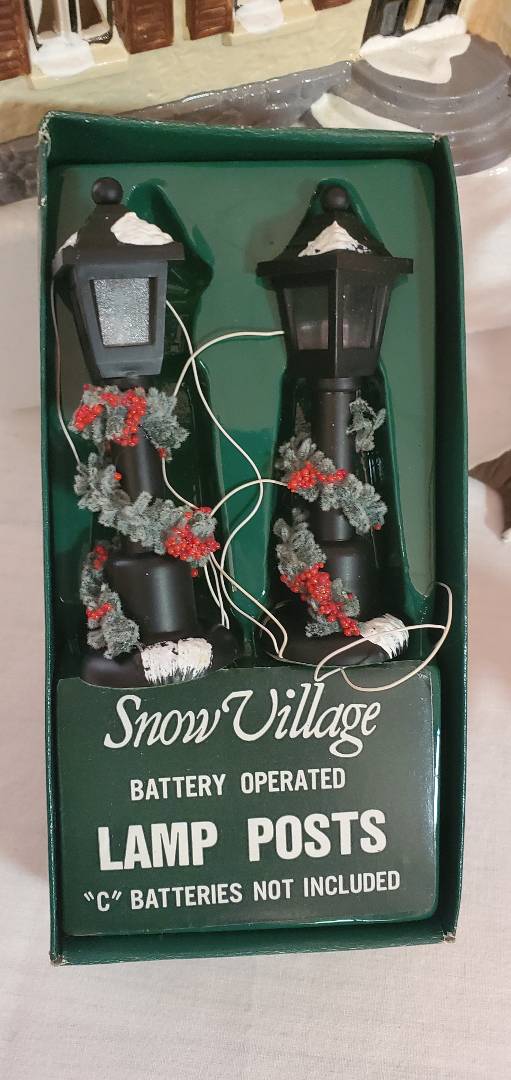 Snow Village
BATTERY OPERATED
LAMP POSTS
"C" BATTERIES NOT INCLUDED